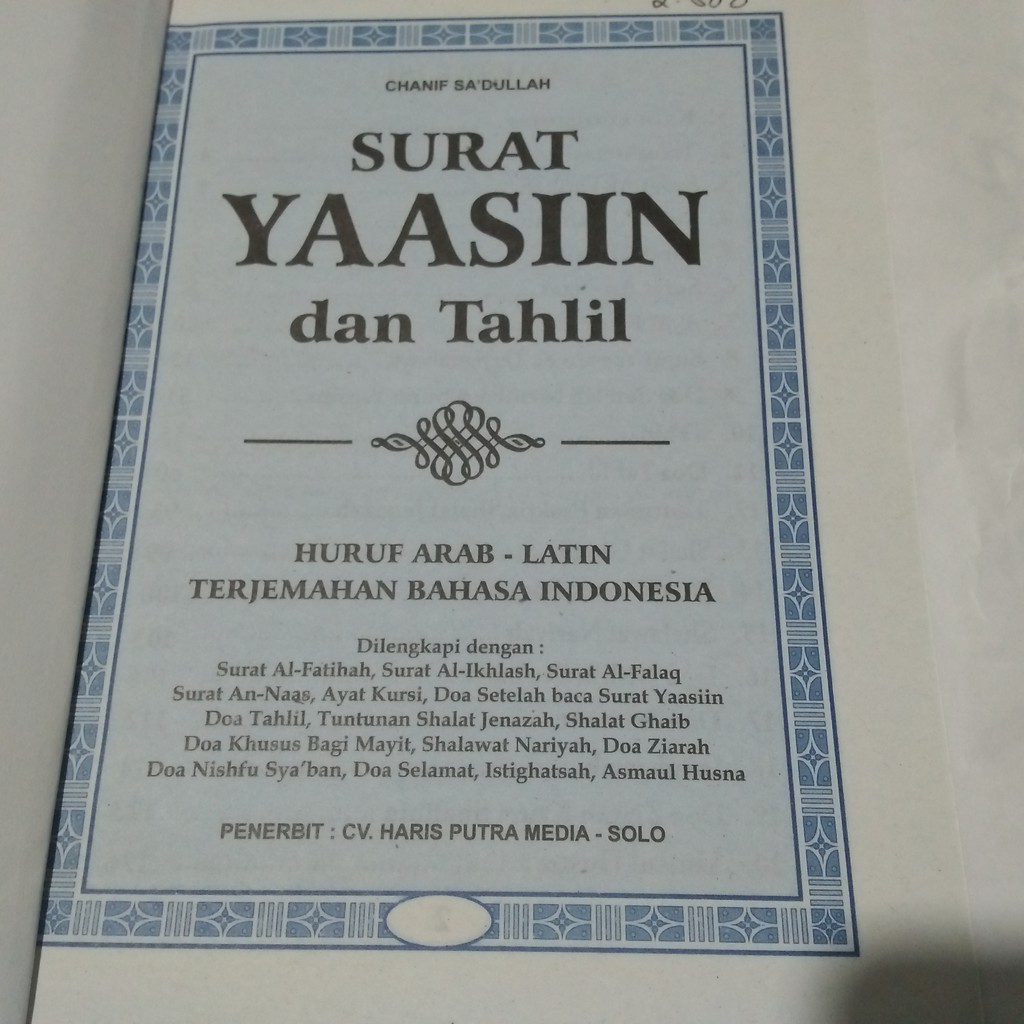 CHANIF SA'DULLAH
SURAT
YAASIIN
dan Tahlil
HURUF ARAB - LATIN
TERJEMAHAN BAHASA INDONESIA
Dilengkapi dengan :
Surat Al-Fatihah, Surat Al-Ikhlash, Surat Al-Falaq
Surat An-Naas, Ayat Kursi, Doa Setelah baca Surat Yaasiin
Doa Tahlil, Tuntunan Shalat Jenazah, Shalat Ghaib
Doa Khusus Bagi Mayit, Shalawat Nariyah, Doa Ziarah
Doa Nishfu Sya'ban, Doa Selamat, Istighatsah, Asmaul Husna
PENERBIT : CV. HARIS PUTRA MEDIA - SOLO